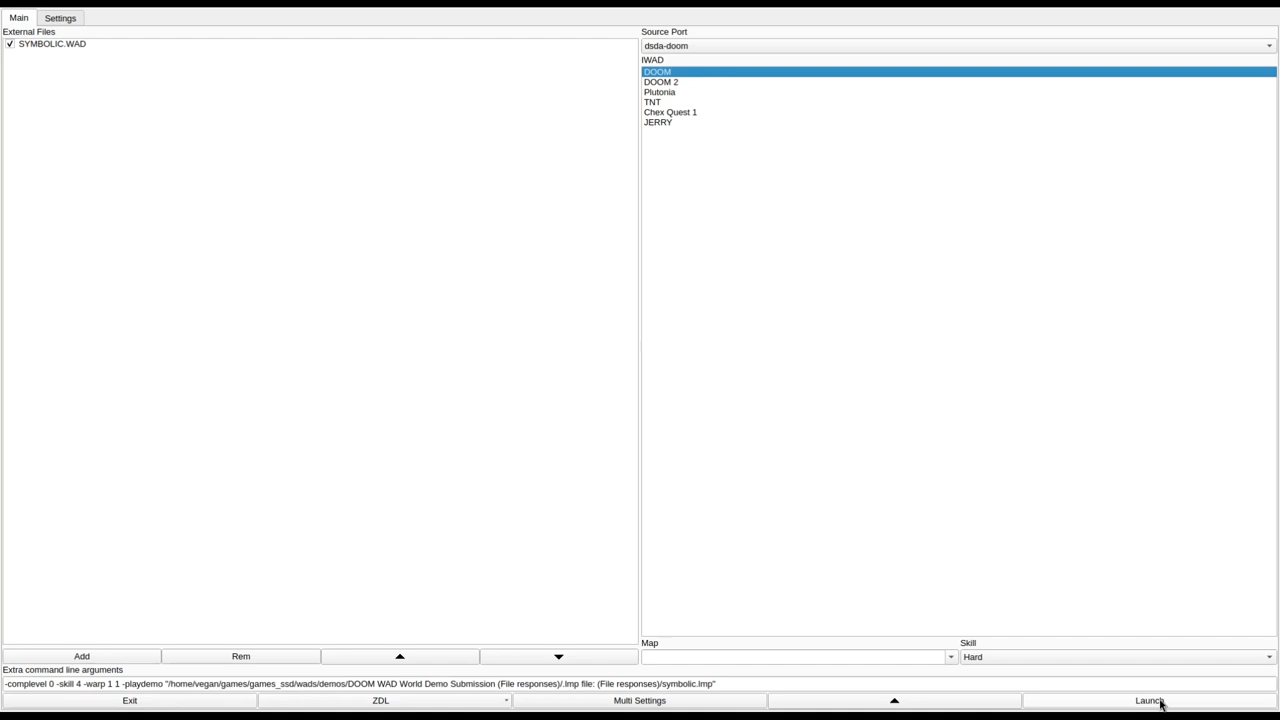 Main Settings
External Files
SYMBOLIC.WAD
Source Port
dsda-doom
IWAD
DOOM
DOOM 2
Plutonia
TNT
Chex Quest 1
JERRY
Map Skill
Hard
Add Rem
Extra command line arguments
-complevel 0 -skill 4 -warp 1 1 -playdemo "/home/vegan/games/games_ssd/wads/demos/DOOM WAD World Demo Submission (File responses)/.lmp file: (File responses)/symbolic.lmp"
Exit ZDL Multi Settings Launch